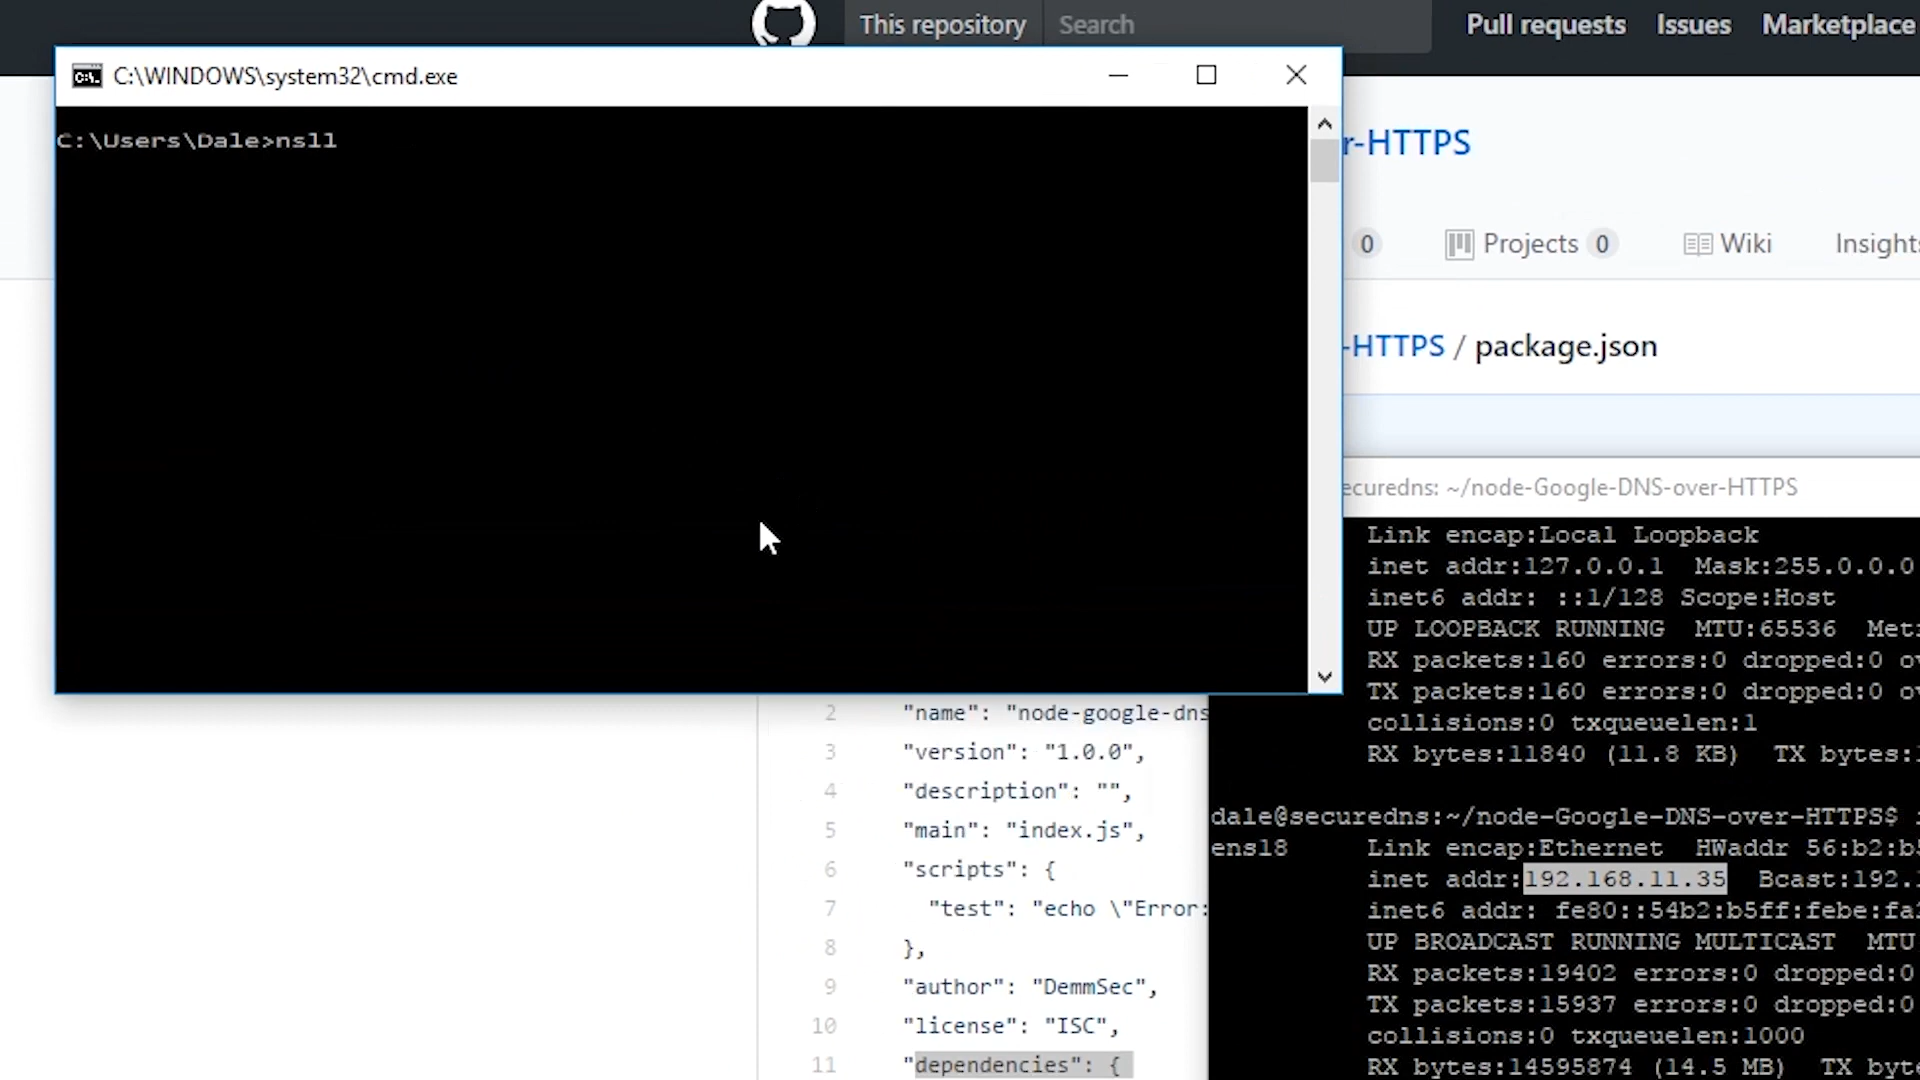 This repository
Search
Pull requests
Issues
Marketplace
C:\WINDOWS\system32\cmd.exe
C:\Users\Dale>nsll
r-HTTPS
0
Projects 0
Wiki
Insights
-HTTPS / package.json
ecuredns: ~/node-Google-DNS-over-HTTPS
Link encap:Local Loopback
inet addr:127.0.0.1 Mask:255.0.0.0
inet6 addr: ::1/128 Scope:Host
UP LOOPBACK RUNNING MTU:65536 Met
RX packets:160 errors:0 dropped:0 ov
TX packets:160 errors:0 dropped:0 ov
collisions:0 txqueuelen:1
RX bytes:11840 (11.8 KB) TX bytes:
dale@securedns:~/node-Google-DNS-over-HTTPS$
ens18 Link encap:Ethernet HWaddr 56:b2:b5
inet addr:192.168.11.35 Bcast:192.
inet6 addr: fe80::54b2:b5ff:febe:fa
UP BROADCAST RUNNING MULTICAST MTU
RX packets:19402 errors:0 dropped:0
TX packets:15937 errors:0 dropped:0
collisions:0 txqueuelen:1000
RX bytes:14595874 (14.5 MB) TX byte
2 "name": "node-google-dns
3 "version": "1.0.0",
4 "description": "",
5 "main": "index.js",
6 "scripts": {
7 "test": "echo \"Error:
8 },
9 "author": "DemmSec",
10 "license": "ISC",
11 "dependencies": {